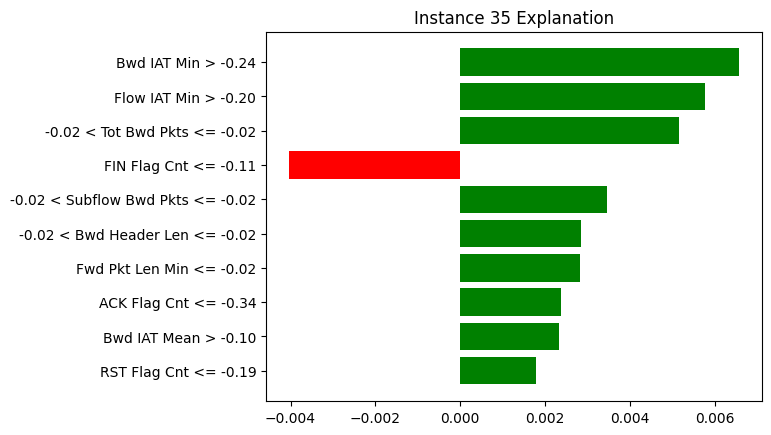 Instance 35 Explanation
Bwd IAT Min > -0.24
Flow IAT Min > -0.20
-0.02 < Tot Bwd Pkts <= -0.02
FIN Flag Cnt <= -0.11
-0.02 < Subflow Bwd Pkts <= -0.02
-0.02 < Bwd Header Len <= -0.02
Fwd Pkt Len Min <= -0.02
ACK Flag Cnt <= -0.34
Bwd IAT Mean > -0.10
RST Flag Cnt <= -0.19
−0.004 −0.002 0.000 0.002 0.004 0.006